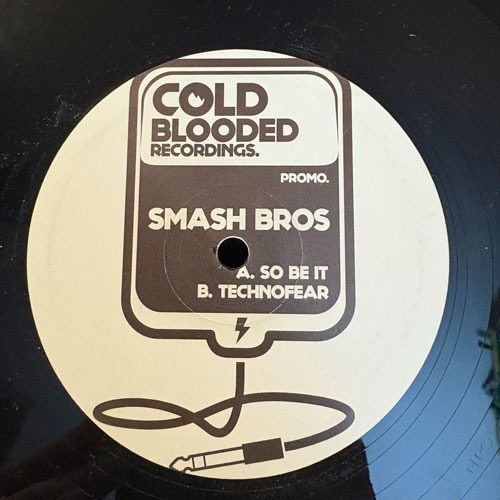 COLD
BLOODED
RECORDINGS.
PROMO.
SMASH BROS
A. SO BE IT
B. TECHNOFEAR